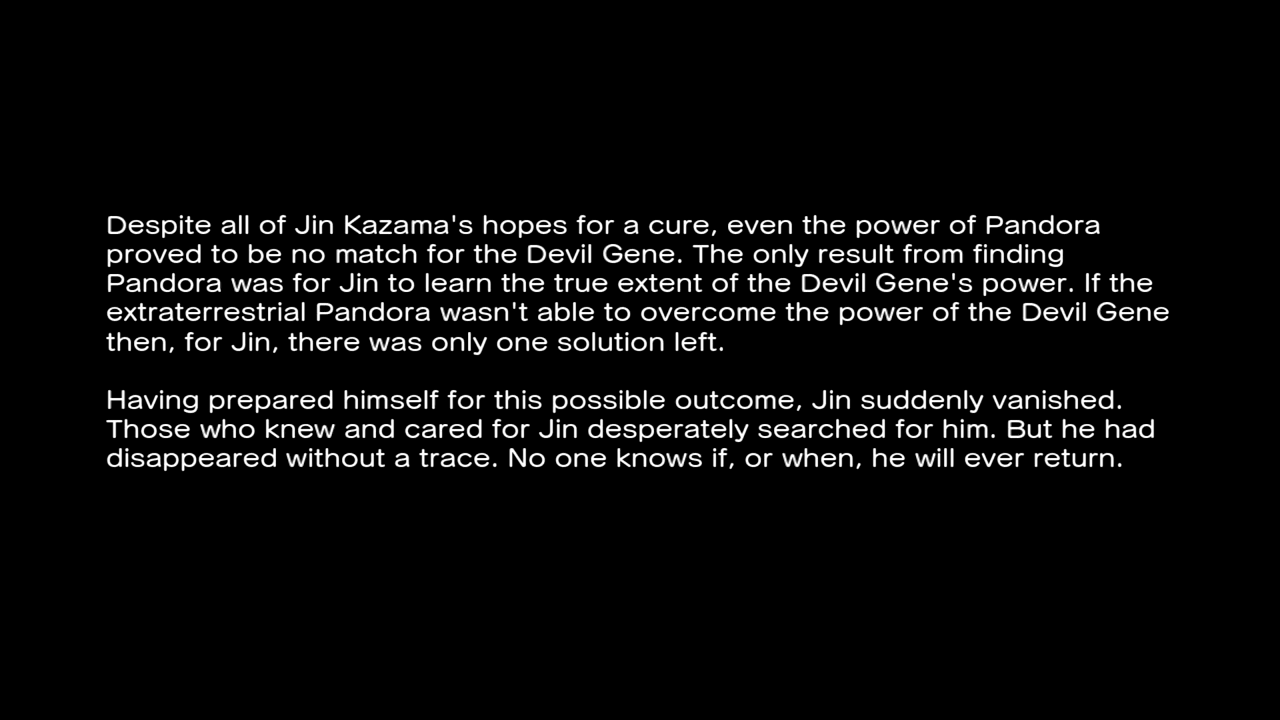 Despite all of Jin Kazama's hopes for a cure, even the power of Pandora
proved to be no match for the Devil Gene. The only result from finding
Pandora was for Jin to learn the true extent of the Devil Gene's power. If the
extraterrestrial Pandora wasn't able to overcome the power of the Devil Gene
then, for Jin, there was only one solution left.
Having prepared himself for this possible outcome, Jin suddenly vanished.
Those who knew and cared for Jin desperately searched for him. But he had
disappeared without a trace. No one knows if, or when, he will ever return.